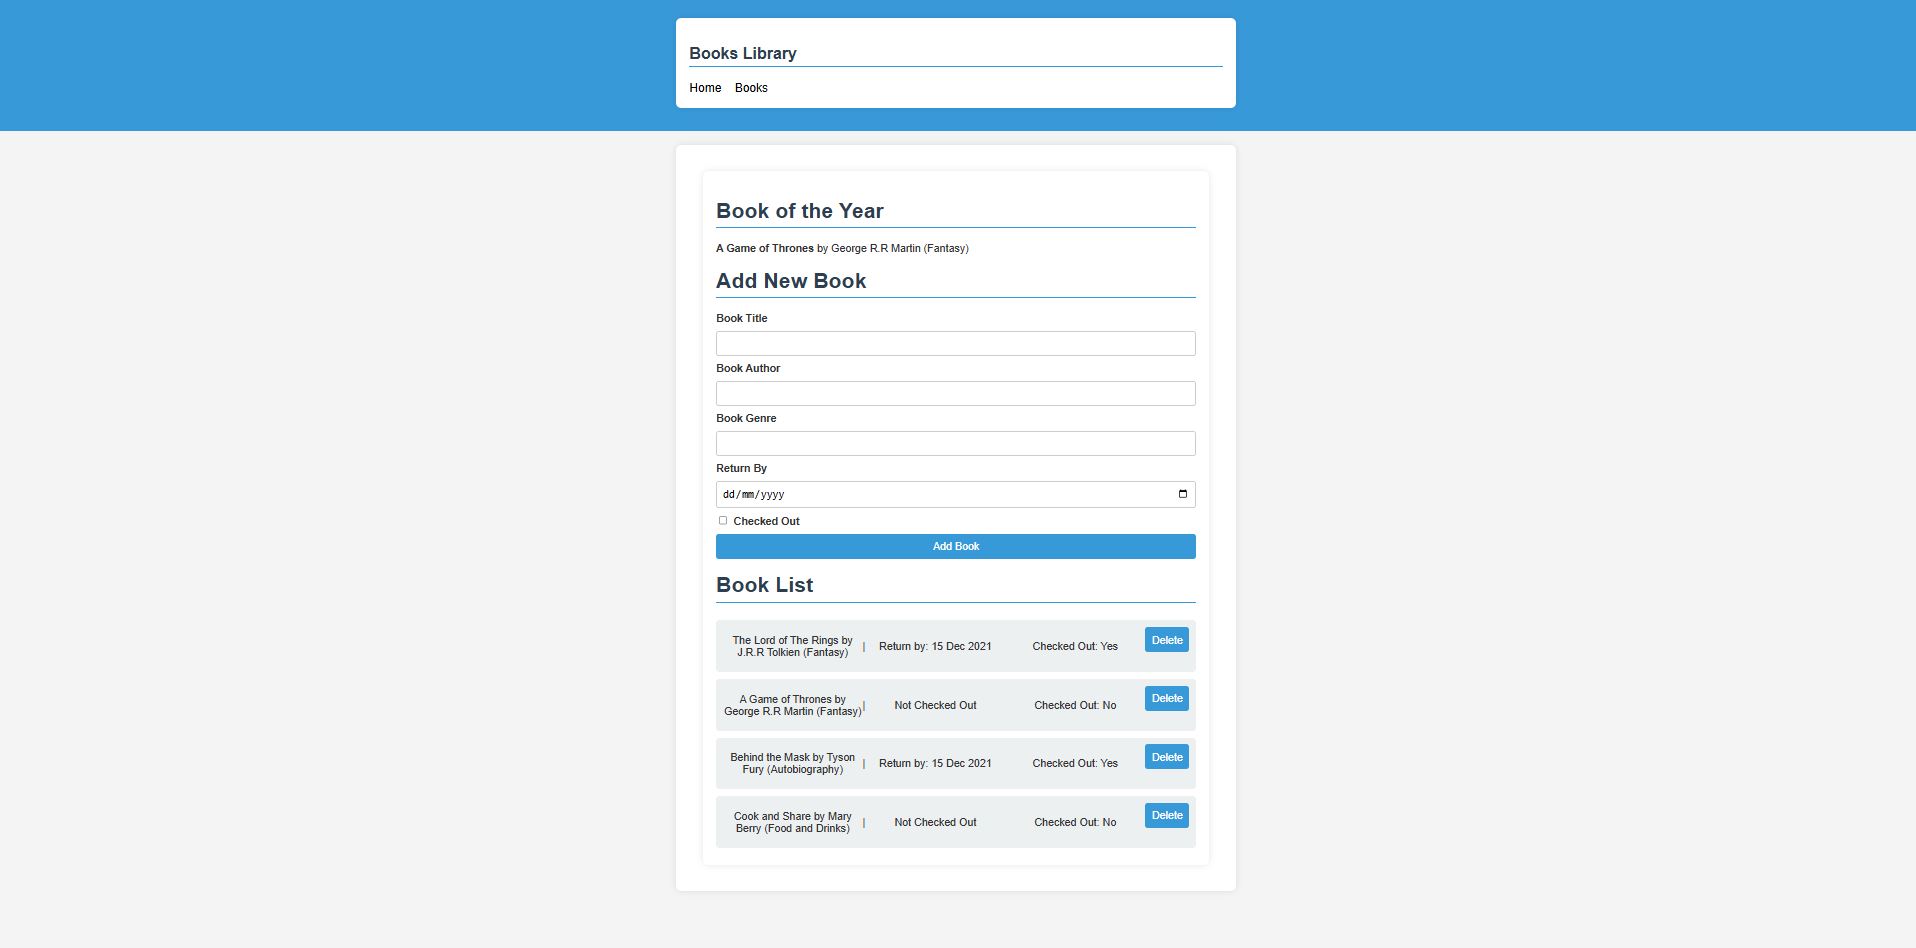 Books Library
Home Books
Book of the Year
A Game of Thrones by George R.R Martin (Fantasy)
Add New Book
Book Title
Book Author
Book Genre
Return By
dd/mm/yyyy
Checked Out
Add Book
Book List
The Lord of The Rings by
J.R.R Tolkien (Fantasy)
| Return by: 15 Dec 2021 Checked Out: Yes Delete
A Game of Thrones by
George R.R Martin (Fantasy)
| Not Checked Out Checked Out: No Delete
Behind the Mask by Tyson
Fury (Autobiography)
| Return by: 15 Dec 2021 Checked Out: Yes Delete
Cook and Share by Mary
Berry (Food and Drinks)
| Not Checked Out Checked Out: No Delete